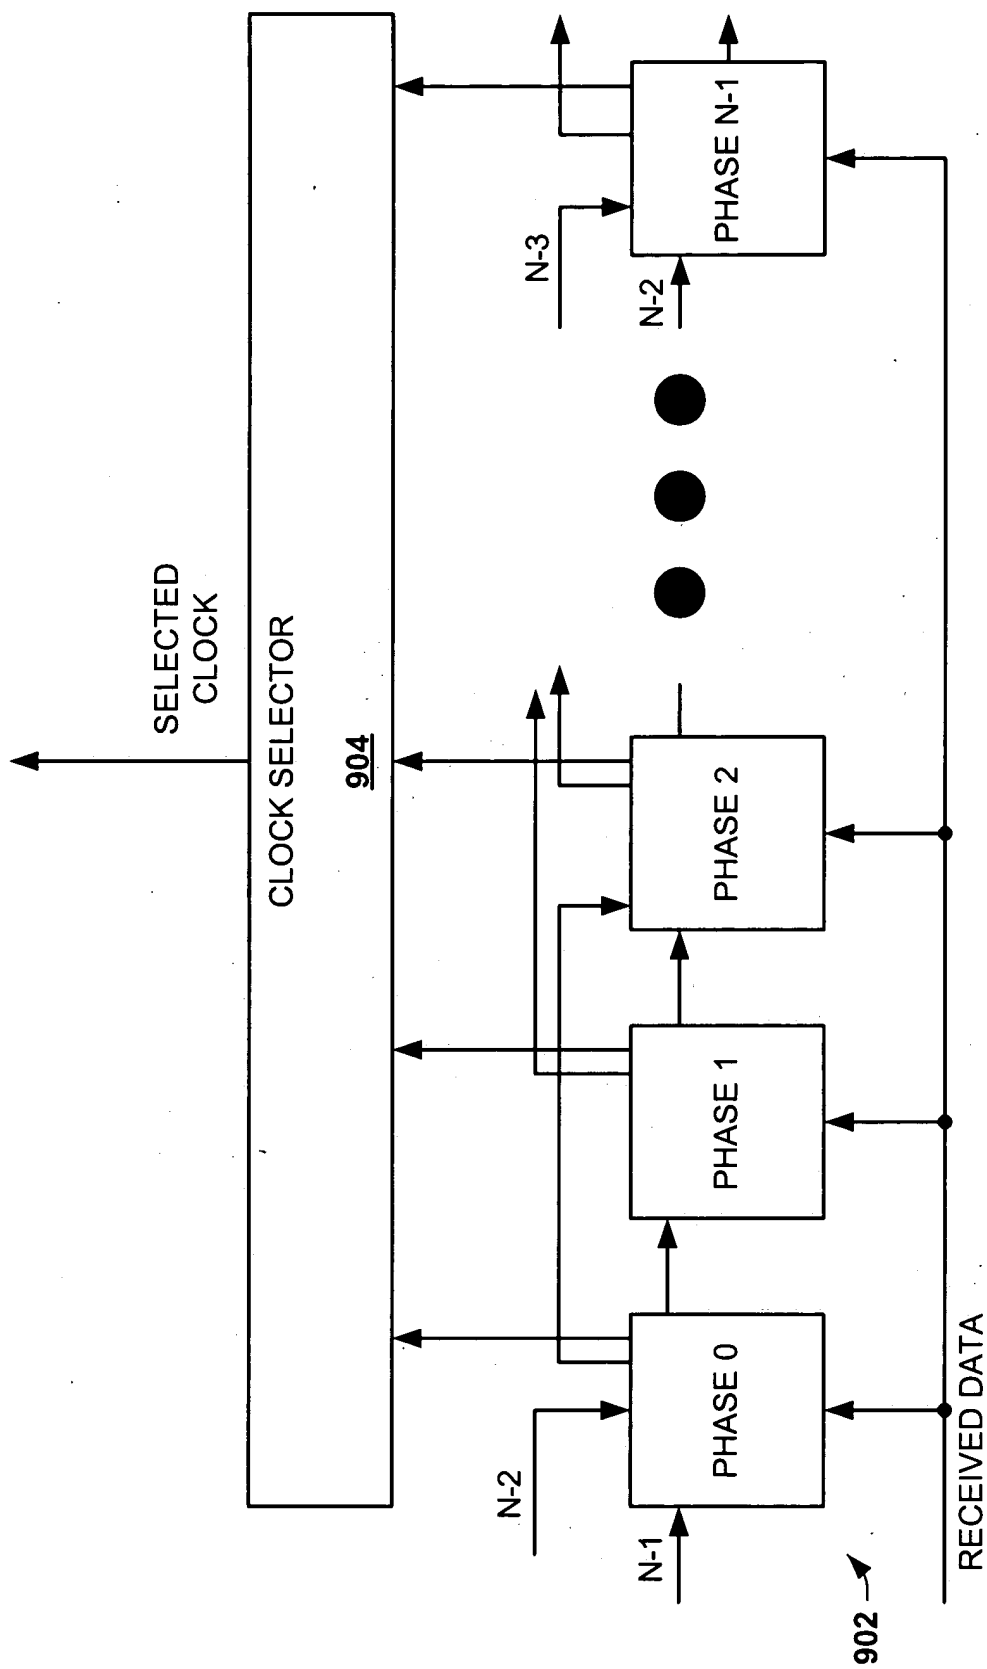 SELECTED
CLOCK
CLOCK SELECTOR
904
N-2
N-3
N-1
N-2
PHASE 0
PHASE 1
PHASE 2
PHASE N-1
902
RECEIVED DATA